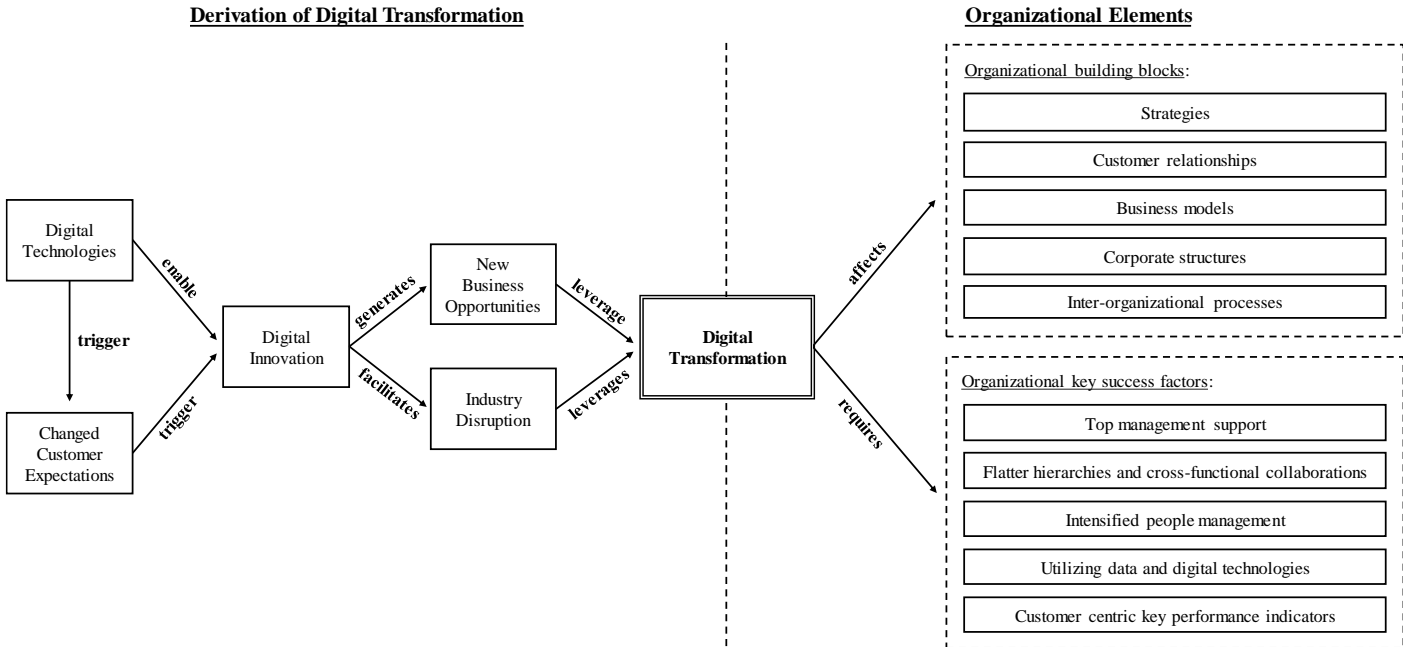 Derivation of Digital Transformation
Organizational Elements
Digital
Technologies
trigger
Changed
Customer
Expectations
enable
trigger
Digital
Innovation
generates
facilitates
New
Business
Opportunities
Industry
Disruption
leverage
leverages
Digital
Transformation
affects
requires
Organizational building blocks:
Strategies
Customer relationships
Business models
Corporate structures
Inter-organizational processes
Organizational key success factors:
Top management support
Flatter hierarchies and cross-functional collaborations
Intensified people management
Utilizing data and digital technologies
Customer centric key performance indicators